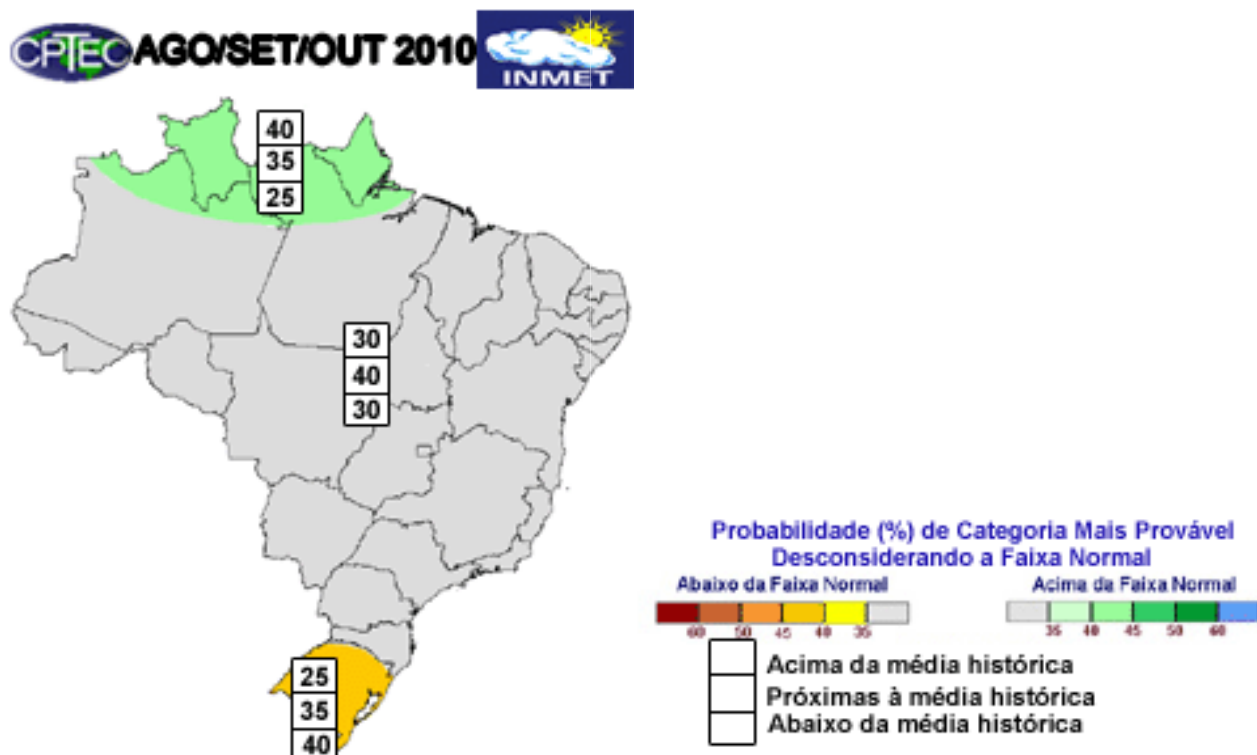 CPTEC AGO/SET/OUT 2010 INMET
40
35
25
30
40
30
25
35
40
Probabilidade (%) de Categoria Mais Provável
Desconsiderando a Faixa Normal
Abaixo da Faixa Normal
Acima da Faixa Normal
60 50 45 40 35
35 40 45 50 60
Acima da média histórica
Próximas à média histórica
Abaixo da média histórica